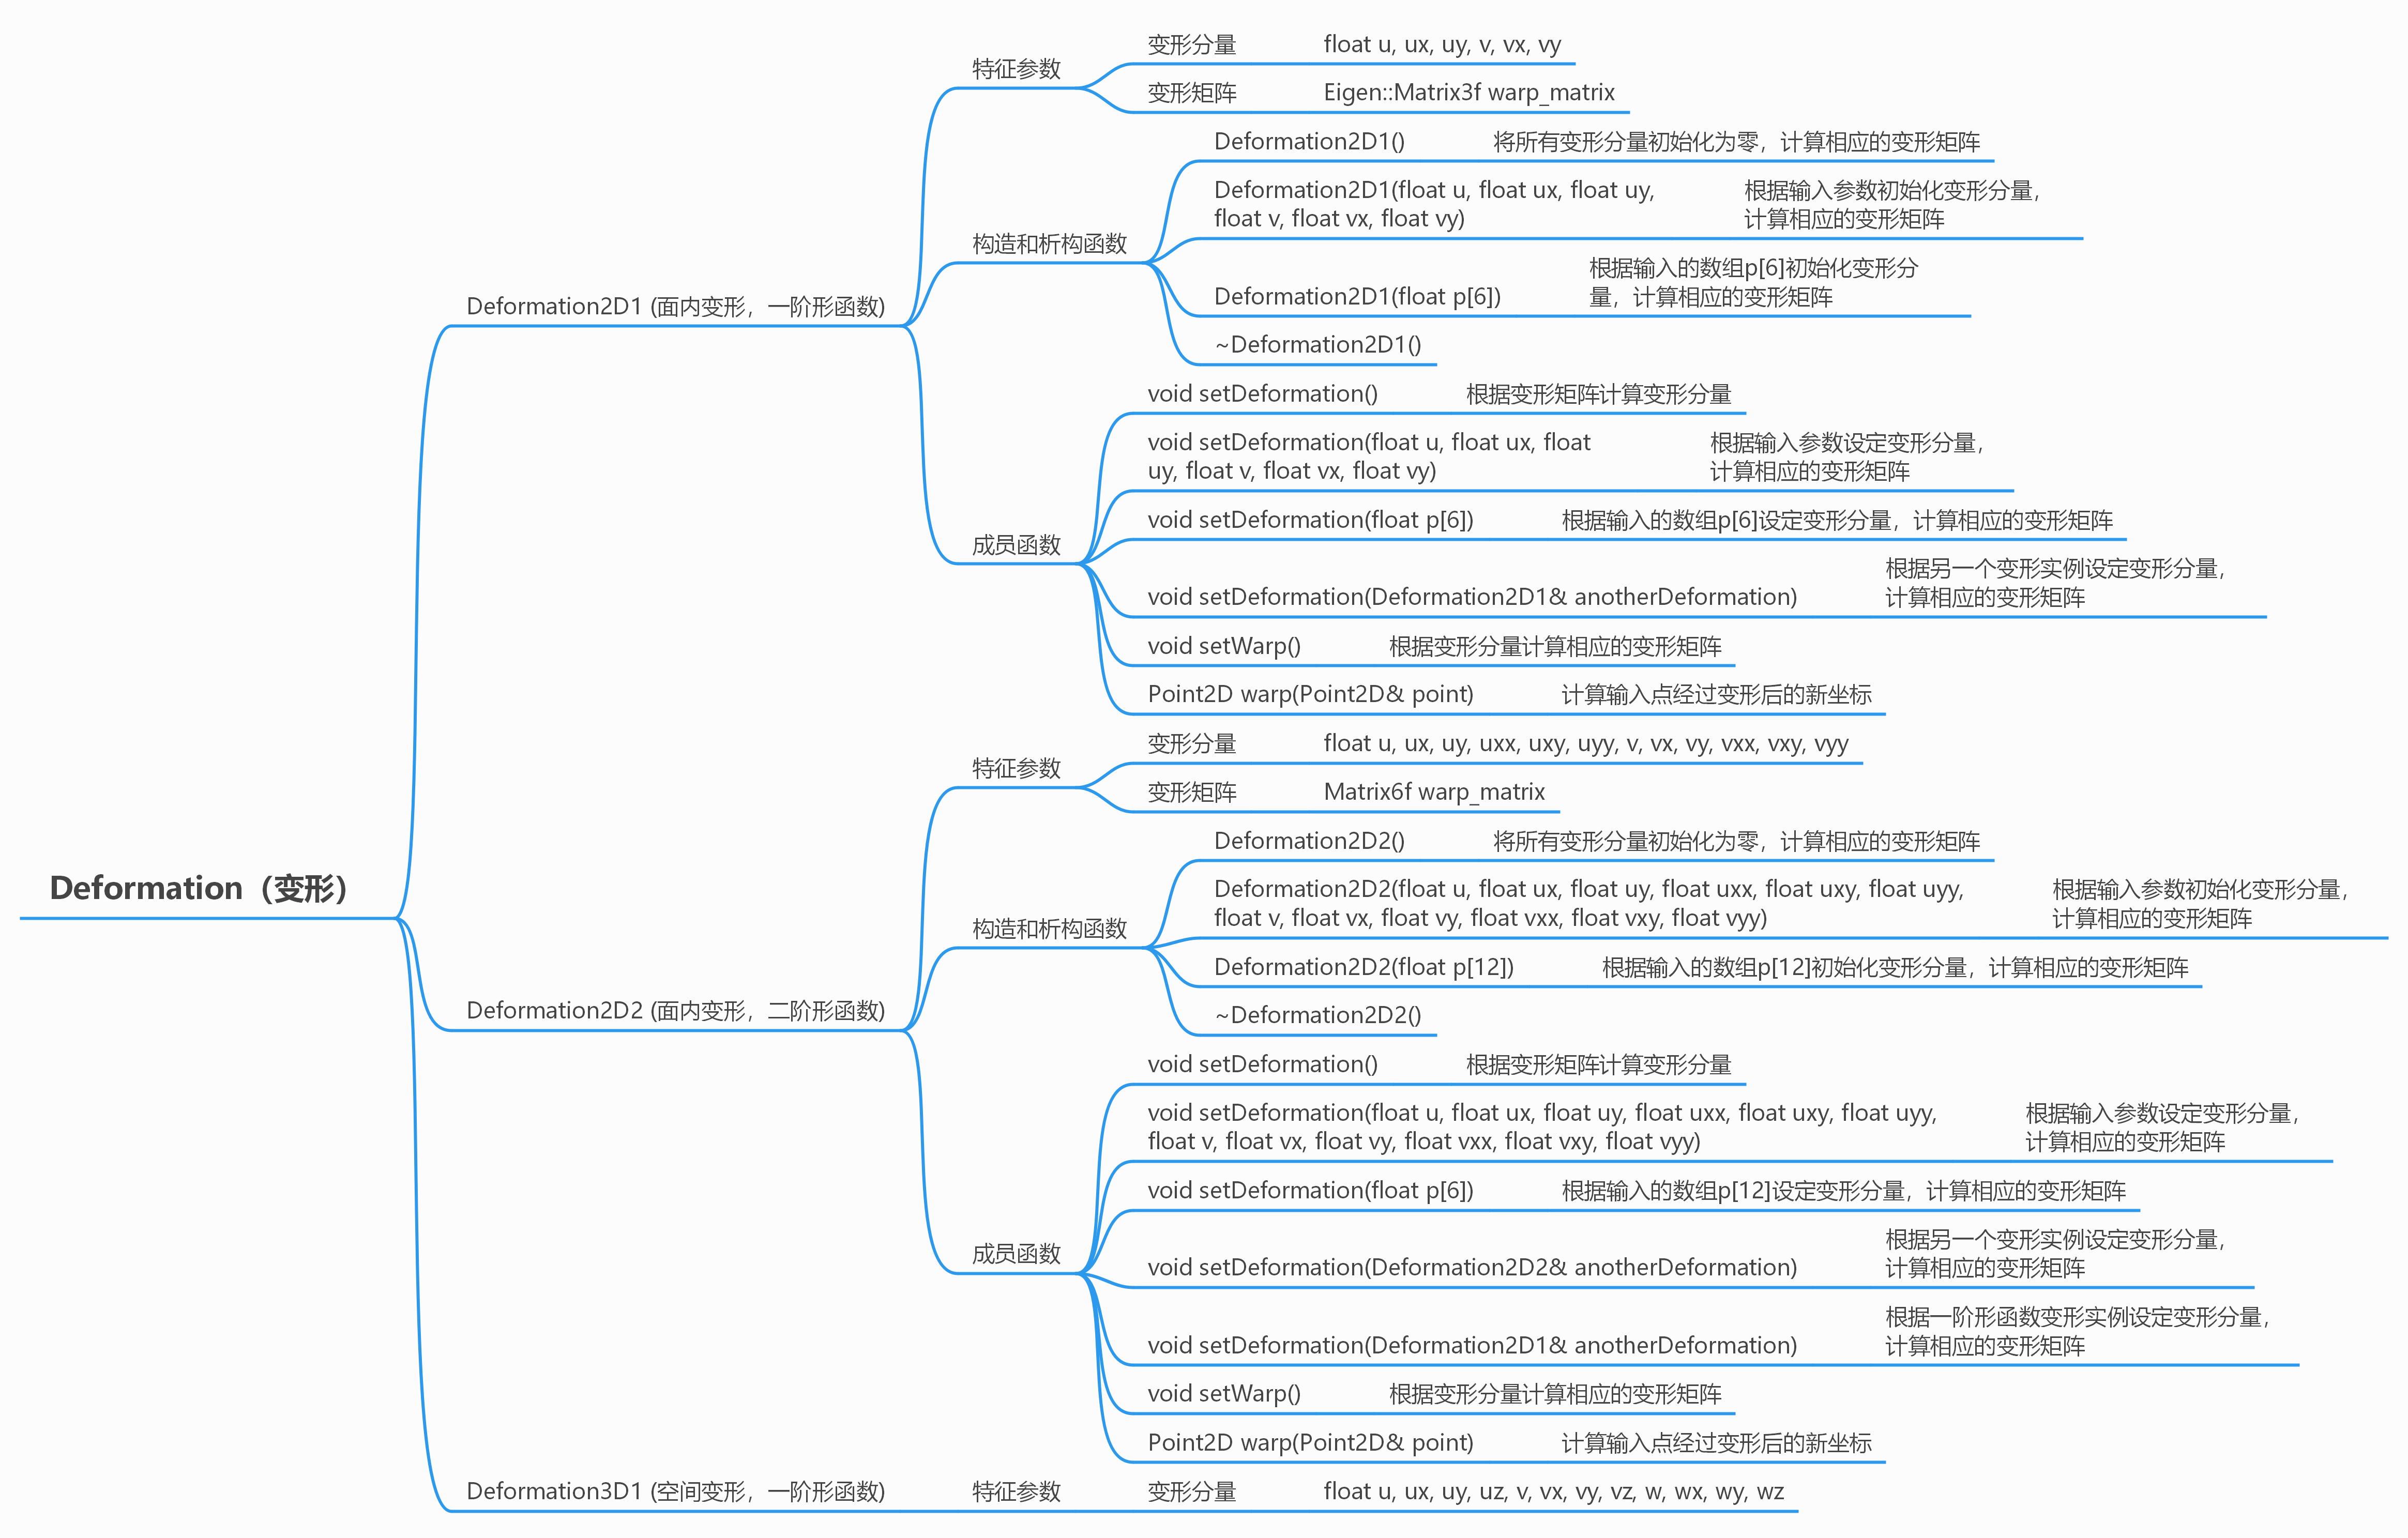 变形分量 float u, ux, uy, v, vx, vy
特征参数
变形矩阵 Eigen::Matrix3f warp_matrix
Deformation2D1() 将所有变形分量初始化为零，计算相应的变形矩阵
Deformation2D1(float u, float ux, float uy,
float v, float vx, float vy)
根据输入参数初始化变形分量，
计算相应的变形矩阵
构造和析构函数
Deformation2D1(float p[6])
根据输入的数组p[6]初始化变形分
量，计算相应的变形矩阵
~Deformation2D1()
Deformation2D1 (面内变形，一阶形函数)
void setDeformation() 根据变形矩阵计算变形分量
void setDeformation(float u, float ux, float
uy, float v, float vx, float vy)
根据输入参数设定变形分量，
计算相应的变形矩阵
void setDeformation(float p[6]) 根据输入的数组p[6]设定变形分量，计算相应的变形矩阵
成员函数
void setDeformation(Deformation2D1& anotherDeformation)
根据另一个变形实例设定变形分量，
计算相应的变形矩阵
void setWarp() 根据变形分量计算相应的变形矩阵
Point2D warp(Point2D& point) 计算输入点经过变形后的新坐标
变形分量 float u, ux, uy, uxx, uxy, uyy, v, vx, vy, vxx, vxy, vyy
特征参数
变形矩阵 Matrix6f warp_matrix
Deformation2D2() 将所有变形分量初始化为零，计算相应的变形矩阵
Deformation（变形）
Deformation2D2(float u, float ux, float uy, float uxx, float uxy, float uyy,
float v, float vx, float vy, float vxx, float vxy, float vyy)
根据输入参数初始化变形分量，
计算相应的变形矩阵
构造和析构函数
Deformation2D2(float p[12]) 根据输入的数组p[12]初始化变形分量，计算相应的变形矩阵
~Deformation2D2()
Deformation2D2 (面内变形，二阶形函数)
void setDeformation() 根据变形矩阵计算变形分量
void setDeformation(float u, float ux, float uy, float uxx, float uxy, float uyy,
float v, float vx, float vy, float vxx, float vxy, float vyy)
根据输入参数设定变形分量，
计算相应的变形矩阵
void setDeformation(float p[6]) 根据输入的数组p[12]设定变形分量，计算相应的变形矩阵
成员函数
void setDeformation(Deformation2D2& anotherDeformation)
根据另一个变形实例设定变形分量，
计算相应的变形矩阵
void setDeformation(Deformation2D1& anotherDeformation)
根据一阶形函数变形实例设定变形分量，
计算相应的变形矩阵
void setWarp() 根据变形分量计算相应的变形矩阵
Point2D warp(Point2D& point) 计算输入点经过变形后的新坐标
Deformation3D1 (空间变形，一阶形函数) 特征参数 变形分量 float u, ux, uy, uz, v, vx, vy, vz, w, wx, wy, wz